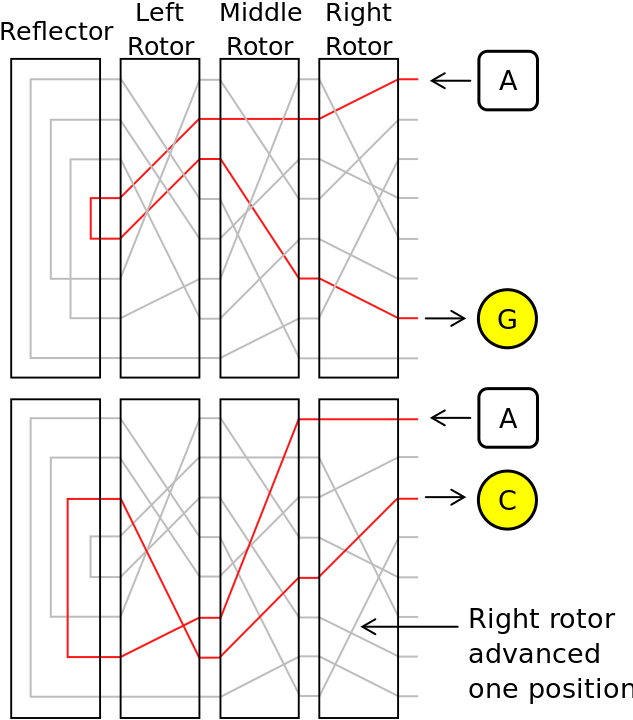 Reflector
Left
Rotor
Middle
Rotor
Right
Rotor
A
G
A
C
Right rotor
advanced
one position